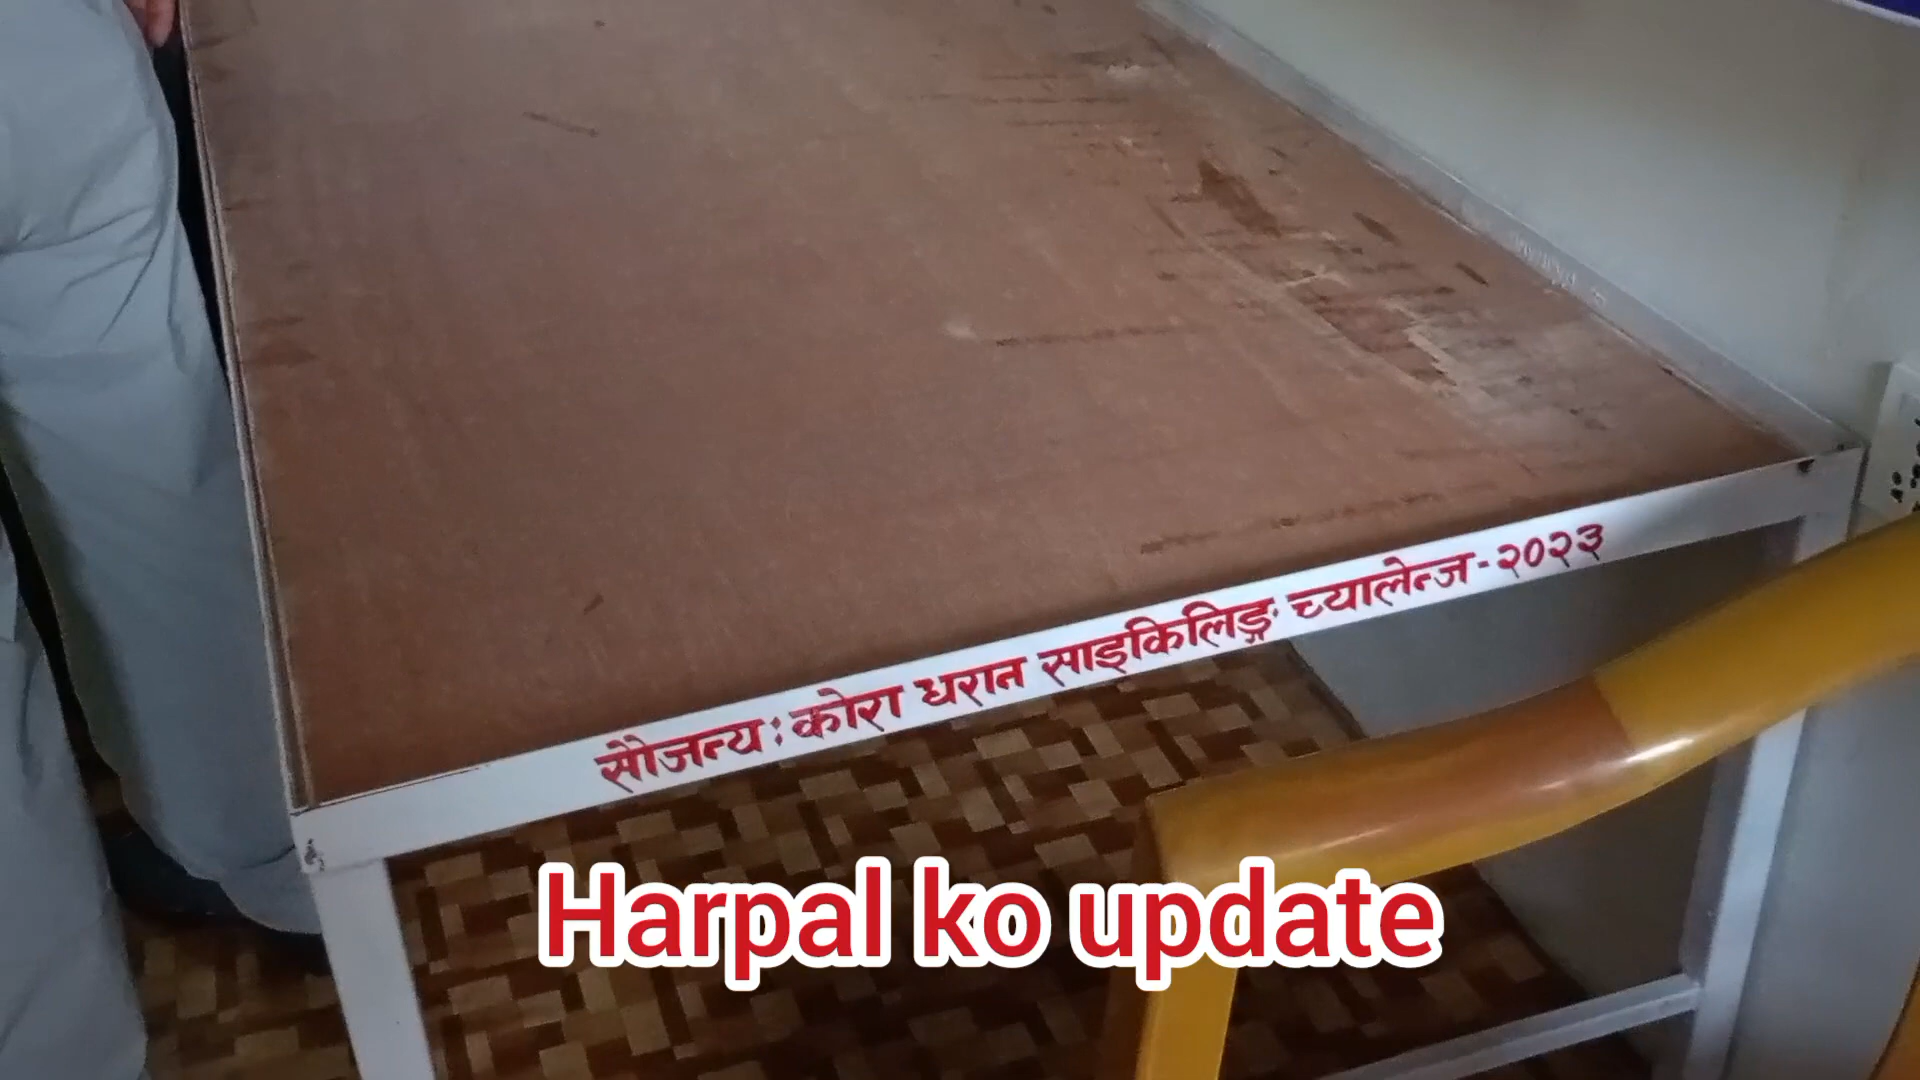 सौजन्य : कोरा धरान साइकिलिङ्ग च्यालेन्ज - २०२३
Harpal ko update